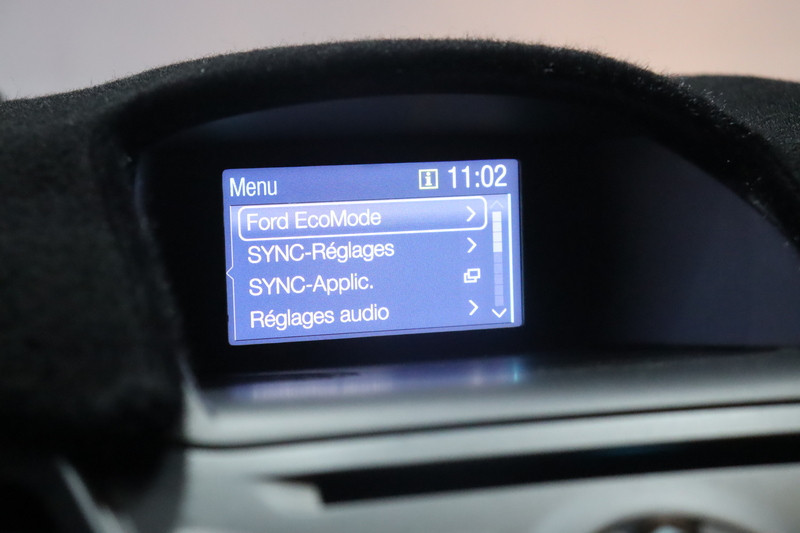 Menu 11:02
Ford EcoMode
SYNC-Réglages
SYNC-Applic.
Réglages audio